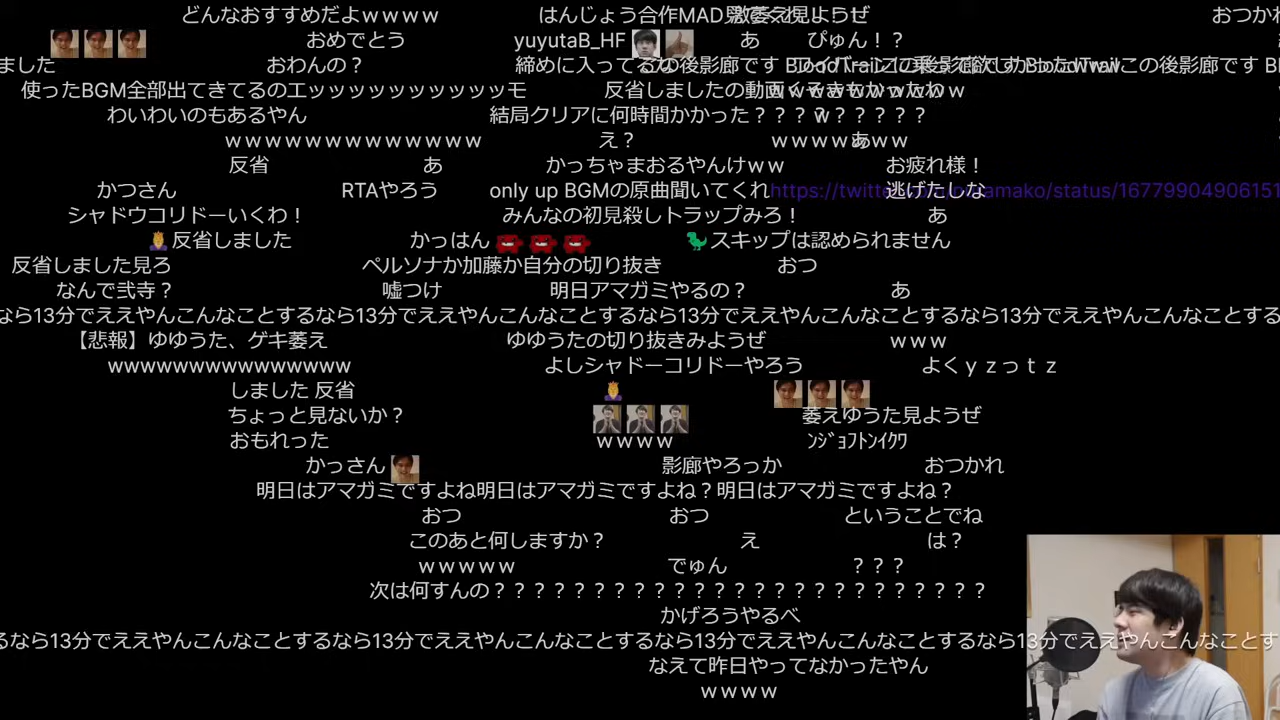 どんなおすすめだよｗｗｗｗ はんじょう合作MAD見 見ようぜ おつかれ
おめでとう yuyutaB_HF あ ぴゅん！？
ました おわんの？ 締めに入ってる の後影廊です この後影廊です
使ったBGM全部出てきてるのエッッッッッッッッッッモ 反省しましたの動画
わいわいのもあるやん 結局クリアに何時間かかった？？？？？？？？？
ｗｗｗｗｗｗｗｗｗｗｗｗｗ え？ ｗｗｗｗ あ ｗｗ
反省 あ かっちゃまおるやんけｗｗ お疲れ様！
かつさん RTAやろう only up BGMの原曲聞いてくれ https://twitte 逃げたしな amako/status/16779904906151
シャドウコリドーいくわ！ みんなの初見殺しトラップみろ！ あ
反省しました かっはん スキップは認められません
反省しました見ろ ペルソナか加藤か自分の切り抜き おつ
なんで弐寺？ 嘘つけ 明日アマガミやるの？ あ
なら13分でええやんこんなことするなら13分でええやんこんなことするなら13分でええやんこんなことするなら13分でええやんこんなことする
【悲報】ゆゆうた、ゲキ萎え ゆゆうたの切り抜きみようぜ ｗｗｗ
wwwwwwwwwwwwwww よしシャドーコリドーやろう よくｙｚっｔｚ
しました 反省
ちょっと見ないか？ 萎えゆうた見ようぜ
おもれったｗｗｗｗ ﾝｼﾞｮﾌﾄﾝｲｸﾜ
かっさん 影廊やろっか おつかれ
明日はアマガミですよね明日はアマガミですよね？明日はアマガミですよね？
おつ おつ ということでね
このあと何しますか？ え は？
ｗｗｗｗｗ でゅん ？？？
次は何すんの？？？？？？？？？？？？？？？？？？？？？？？？？
かげろうやるべ
るなら13分でええやんこんなことするなら13分でええやんこんなことするなら13分でええやんこんなことするなら13分でええやんこんなことす
なえて昨日やってなかったやん
ｗｗｗｗ